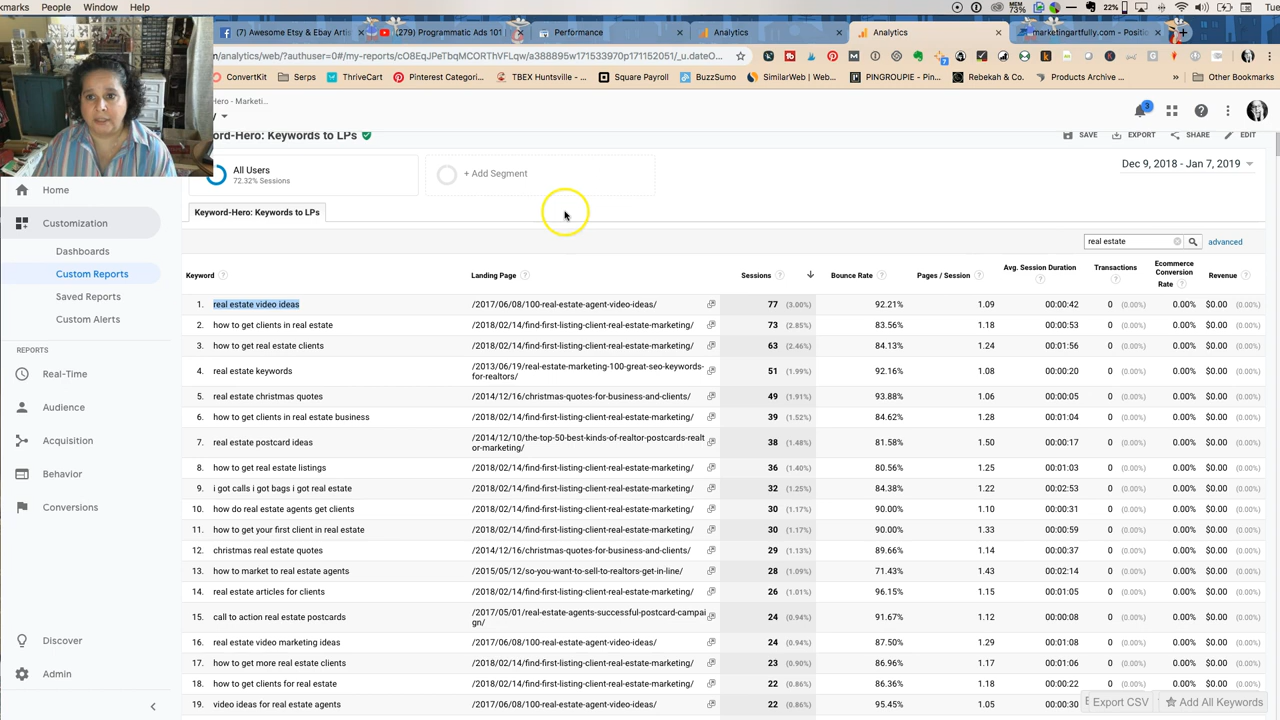 kmarks People Window Help
MEM 73% 22% Tue
(7) Awesome Etsy & Ebay Artic
(279) Programmatic Ads 101 |
Performance
Analytics
Analytics
marketingartfully.com - Positio
n/analytics/web/?authuser=0#/my-reports/cO8EqJPeTbqMCORThVFLqw/a388895w171533970p171152051/_u.dateO...
ConvertKit Serps ThriveCart Pinterest Categori... TBEX Huntsville -... Square Payroll BuzzSumo SimilarWeb | Web... PINGROUPIE - Pin... Rebekah & Co. Products Archive ... Other Bookmarks
Hero - Marketi...
3
ord-Hero: Keywords to LPs
SAVE EXPORT SHARE EDIT
All Users
72.32% Sessions
+ Add Segment
Dec 9, 2018 - Jan 7, 2019
Home
Customization
Dashboards
Custom Reports
Saved Reports
Custom Alerts
REPORTS
Real-Time
Audience
Acquisition
Behavior
Conversions
Discover
Admin
Keyword-Hero: Keywords to LPs
real estate advanced
Keyword Landing Page Sessions Bounce Rate Pages / Session Avg. Session Duration Transactions Ecommerce Conversion Rate Revenue
1. real estate video ideas /2017/06/08/100-real-estate-agent-video-ideas/ 77 (3.00%) 92.21% 1.09 00:00:42 0 (0.00%) 0.00% $0.00 (0.00%)
2. how to get clients in real estate /2018/02/14/find-first-listing-client-real-estate-marketing/ 73 (2.85%) 83.56% 1.18 00:00:53 0 (0.00%) 0.00% $0.00 (0.00%)
3. how to get real estate clients /2018/02/14/find-first-listing-client-real-estate-marketing/ 63 (2.46%) 84.13% 1.24 00:01:56 0 (0.00%) 0.00% $0.00 (0.00%)
4. real estate keywords /2013/06/19/real-estate-marketing-100-great-seo-keywords-for-realtors/ 51 (1.99%) 92.16% 1.08 00:00:20 0 (0.00%) 0.00% $0.00 (0.00%)
5. real estate christmas quotes /2014/12/16/christmas-quotes-for-business-and-clients/ 49 (1.91%) 93.88% 1.06 00:00:05 0 (0.00%) 0.00% $0.00 (0.00%)
6. how to get clients in real estate business /2018/02/14/find-first-listing-client-real-estate-marketing/ 39 (1.52%) 84.62% 1.28 00:01:04 0 (0.00%) 0.00% $0.00 (0.00%)
7. real estate postcard ideas /2014/12/10/the-top-50-best-kinds-of-realtor-postcards-realtor-marketing/ 38 (1.48%) 81.58% 1.50 00:00:17 0 (0.00%) 0.00% $0.00 (0.00%)
8. how to get real estate listings /2018/02/14/find-first-listing-client-real-estate-marketing/ 36 (1.40%) 80.56% 1.25 00:01:03 0 (0.00%) 0.00% $0.00 (0.00%)
9. i got calls i got bags i got real estate /2018/02/14/find-first-listing-client-real-estate-marketing/ 32 (1.25%) 84.38% 1.22 00:02:53 0 (0.00%) 0.00% $0.00 (0.00%)
10. how do real estate agents get clients /2018/02/14/find-first-listing-client-real-estate-marketing/ 30 (1.17%) 90.00% 1.10 00:00:31 0 (0.00%) 0.00% $0.00 (0.00%)
11. how to get your first client in real estate /2018/02/14/find-first-listing-client-real-estate-marketing/ 30 (1.17%) 90.00% 1.33 00:00:59 0 (0.00%) 0.00% $0.00 (0.00%)
12. christmas real estate quotes /2014/12/16/christmas-quotes-for-business-and-clients/ 29 (1.13%) 89.66% 1.14 00:00:37 0 (0.00%) 0.00% $0.00 (0.00%)
13. how to market to real estate agents /2015/05/12/so-you-want-to-sell-to-realtors-get-in-line/ 28 (1.09%) 71.43% 1.43 00:02:14 0 (0.00%) 0.00% $0.00 (0.00%)
14. real estate articles for clients /2018/02/14/find-first-listing-client-real-estate-marketing/ 26 (1.01%) 96.15% 1.15 00:01:05 0 (0.00%) 0.00% $0.00 (0.00%)
15. call to action real estate postcards /2017/05/01/real-estate-agents-successful-postcard-campaign/ 24 (0.94%) 91.67% 1.12 00:00:08 0 (0.00%) 0.00% $0.00 (0.00%)
16. real estate video marketing ideas /2017/06/08/100-real-estate-agent-video-ideas/ 24 (0.94%) 87.50% 1.29 00:01:08 0 (0.00%) 0.00% $0.00 (0.00%)
17. how to get more real estate clients /2018/02/14/find-first-listing-client-real-estate-marketing/ 23 (0.90%) 86.96% 1.17 00:01:06 0 (0.00%) 0.00% $0.00 (0.00%)
18. how to get clients for real estate /2018/02/14/find-first-listing-client-real-estate-marketing/ 22 (0.86%) 86.36% 1.18 00:00:22 0 (0.00%) 0.00% $0.00 (0.00%)
19. video ideas for real estate agents /2017/06/08/100-real-estate-agent-video-ideas/ 22 (0.86%) 95.45% 1.05 00:00:30
Export CSV Add All Keywords